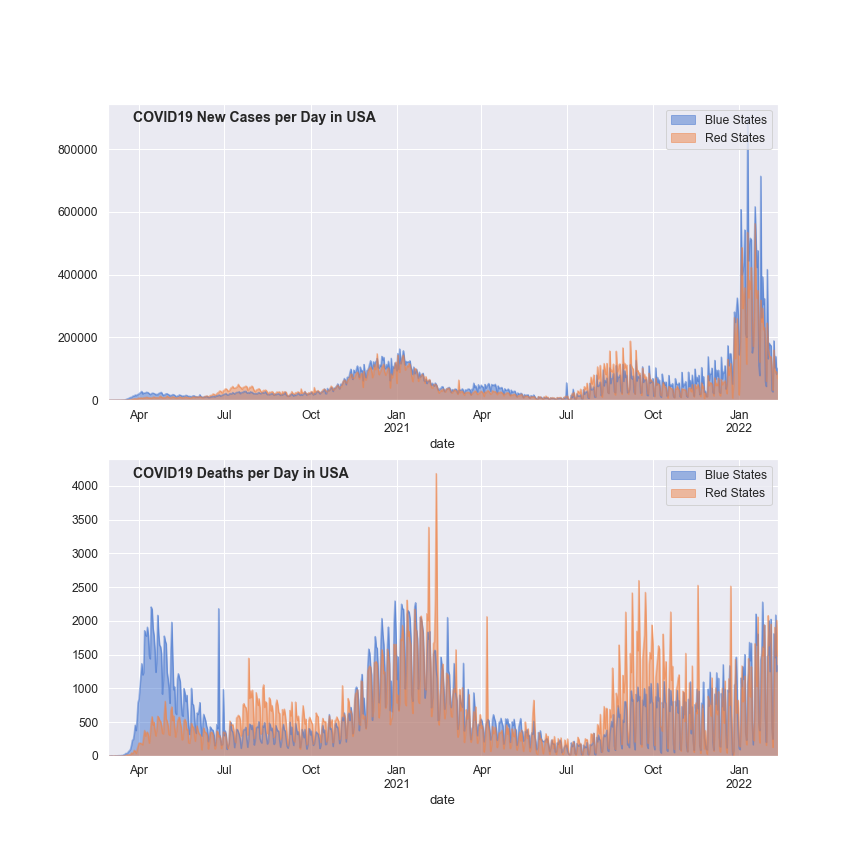 COVID19 New Cases per Day in USA
Blue States
Red States
800000
600000
400000
200000
0
Apr Jul Oct Jan Apr Jul Oct Jan
2021 2022
date
COVID19 Deaths per Day in USA
Blue States
Red States
4000
3500
3000
2500
2000
1500
1000
500
0
Apr Jul Oct Jan Apr Jul Oct Jan
2021 2022
date